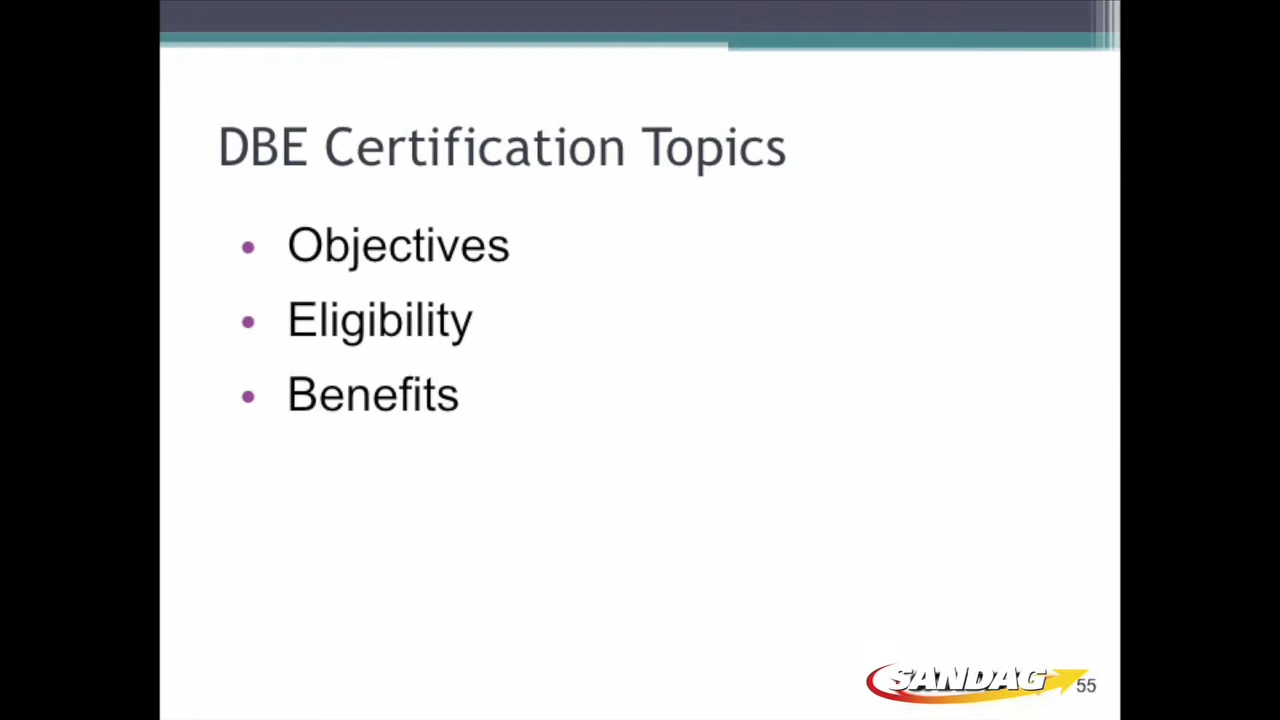 DBE Certification Topics
• Objectives
• Eligibility
• Benefits
SANDAG
55